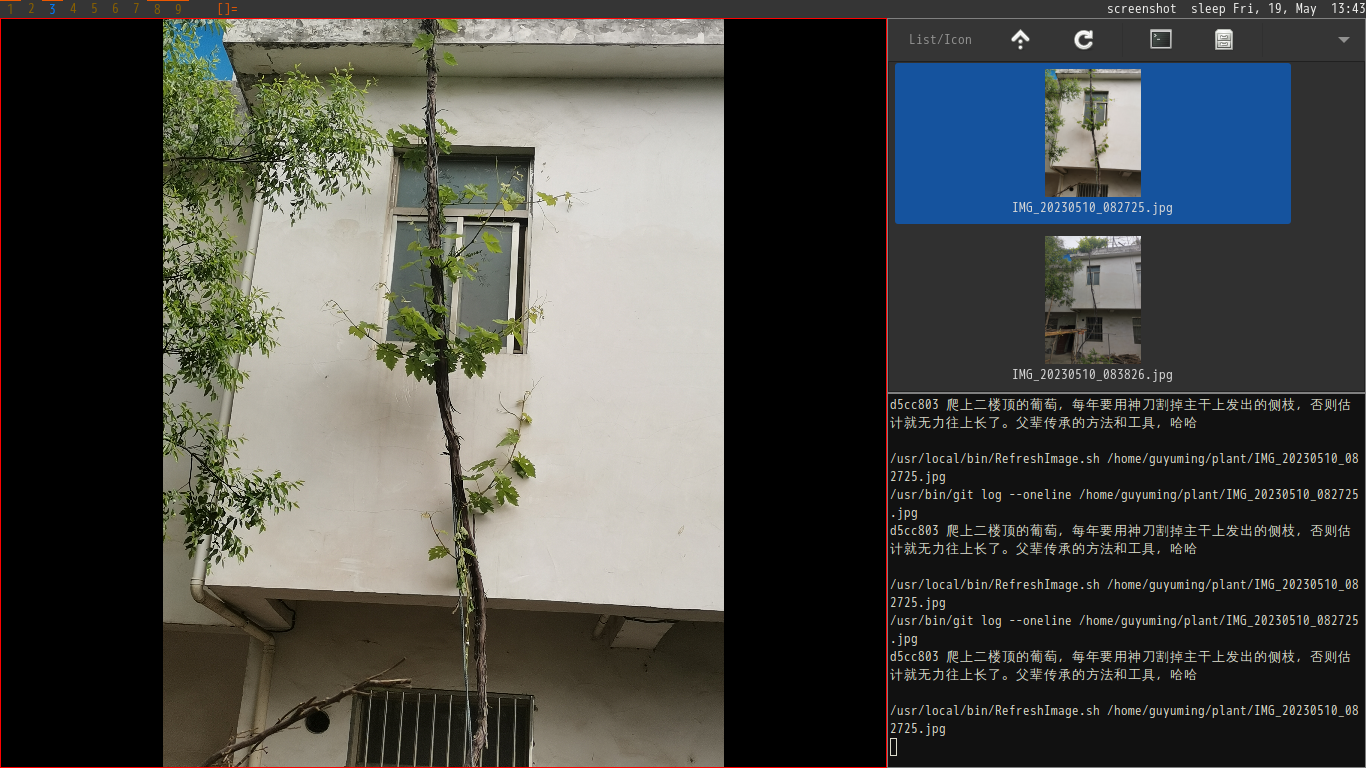 1 2 3 4 5 6 7 8 9 []=
screenshot sleep Fri, 19, May 13:43
List/Icon
IMG_20230510_082725.jpg
IMG_20230510_083826.jpg
d5cc803 爬上二楼顶的葡萄, 每年要用神刀割掉主干上发出的侧枝, 否则估
计就无力往上长了。父辈传承的方法和工具, 哈哈
/usr/local/bin/RefreshImage.sh /home/guyuming/plant/IMG_20230510_08
2725.jpg
/usr/bin/git log --oneline /home/guyuming/plant/IMG_20230510_082725
.jpg
d5cc803 爬上二楼顶的葡萄, 每年要用神刀割掉主干上发出的侧枝, 否则估
计就无力往上长了。父辈传承的方法和工具, 哈哈
/usr/local/bin/RefreshImage.sh /home/guyuming/plant/IMG_20230510_08
2725.jpg
/usr/bin/git log --oneline /home/guyuming/plant/IMG_20230510_082725
.jpg
d5cc803 爬上二楼顶的葡萄, 每年要用神刀割掉主干上发出的侧枝, 否则估
计就无力往上长了。父辈传承的方法和工具, 哈哈
/usr/local/bin/RefreshImage.sh /home/guyuming/plant/IMG_20230510_08
2725.jpg